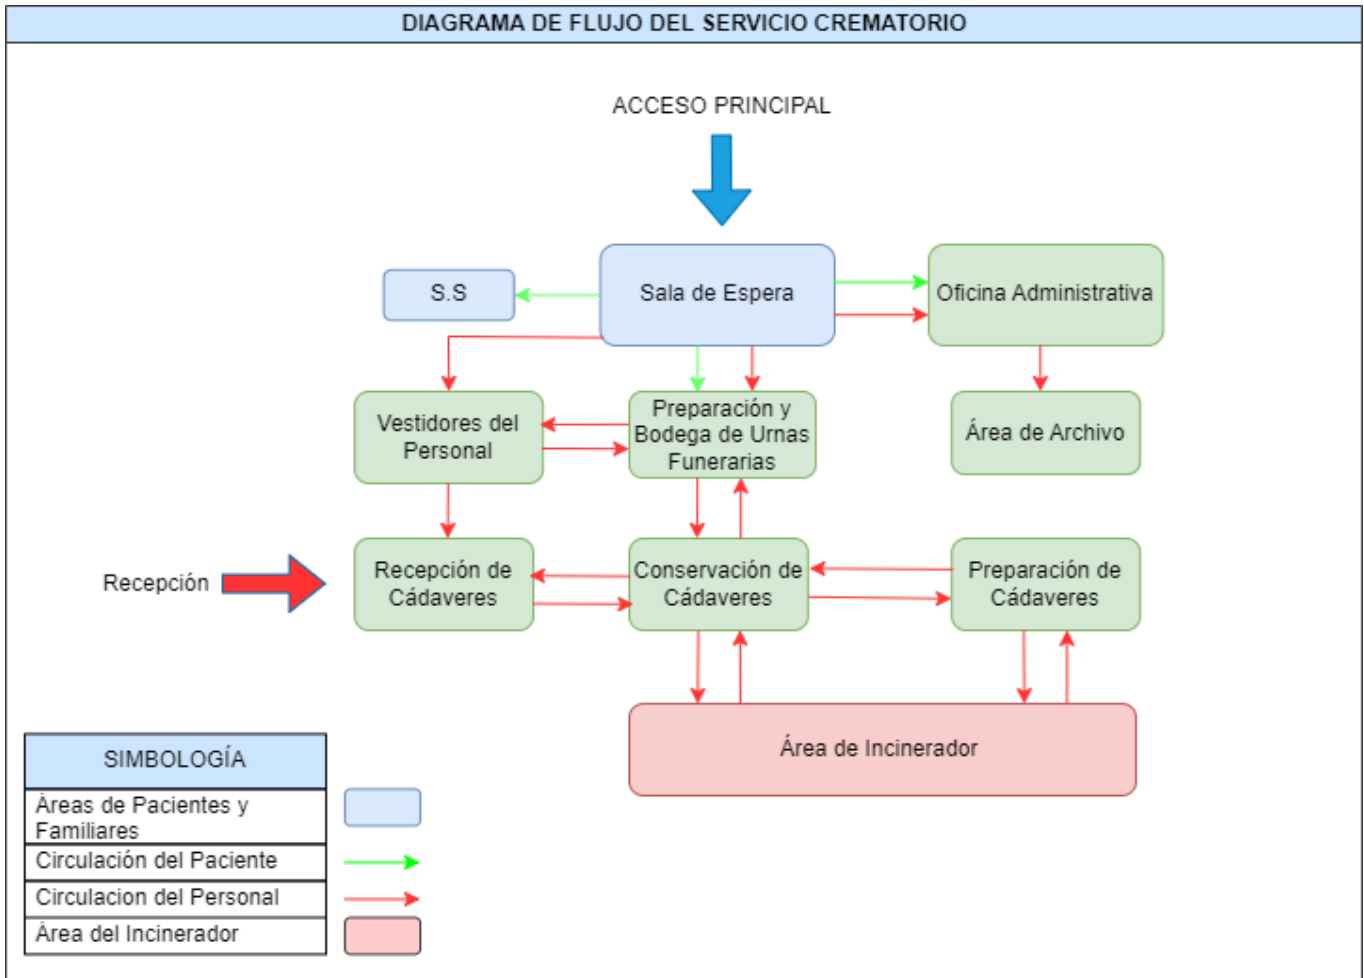 DIAGRAMA DE FLUJO DEL SERVICIO CREMATORIO
ACCESO PRINCIPAL
S.S
Sala de Espera
Oficina Administrativa
Vestidores del
Personal
Preparación y
Bodega de Urnas
Funerarias
Área de Archivo
Recepción
Recepción de
Cádaveres
Conservación de
Cádaveres
Preparación de
Cádaveres
Área de Incinerador
SIMBOLOGÍA
Áreas de Pacientes y
Familiares
Circulación del Paciente
Circulacion del Personal
Área del Incinerador